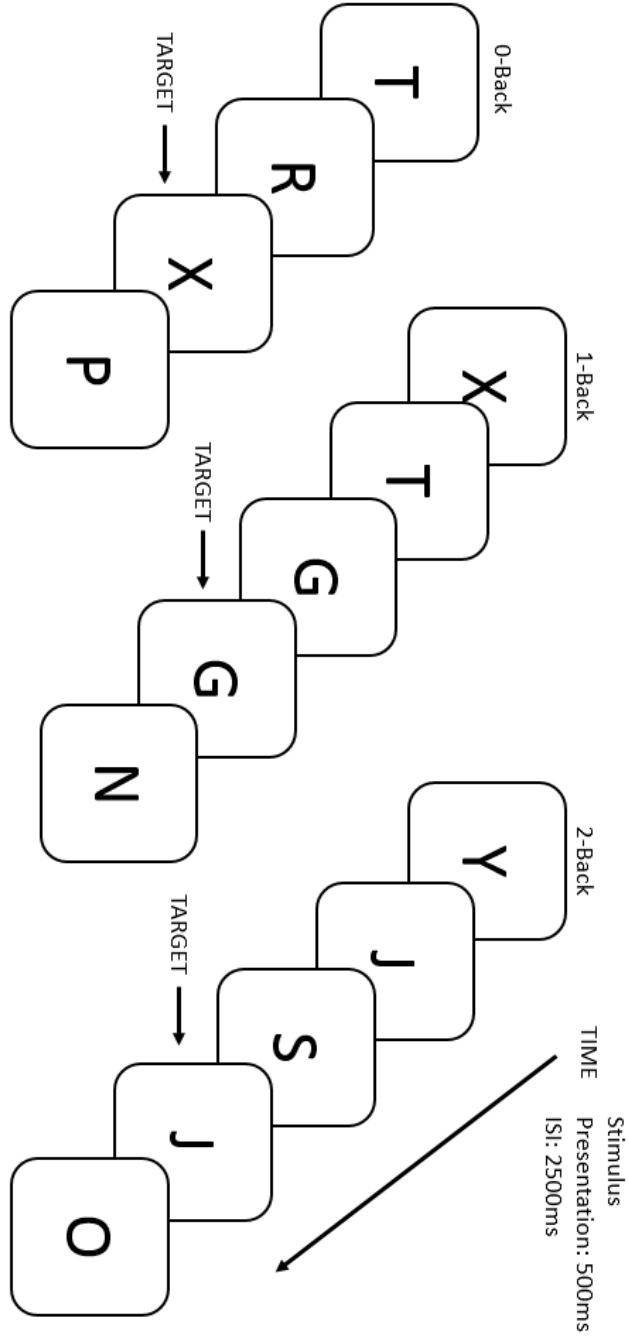 0-Back
T
R
TARGET
X
P
1-Back
X
T
G
TARGET
G
N
2-Back
Y
J
S
TARGET
J
O
TIME
Stimulus
Presentation: 500ms
ISI: 2500ms